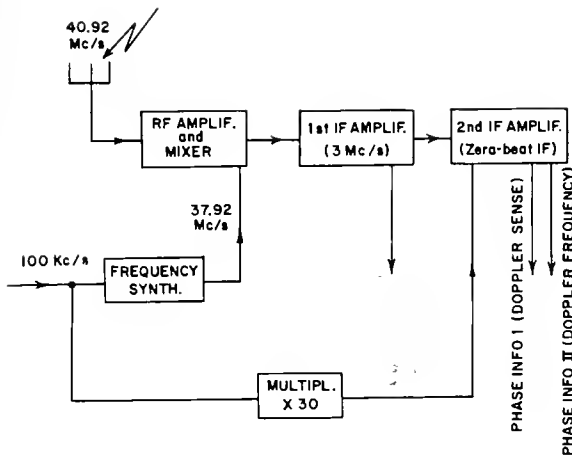 40.92
Mc/s
RF AMPLIF.
and
MIXER
1st IF AMPLIF.
(3 Mc/s)
2nd IF AMPLIF.
(Zera-beat IF)
37.92
Mc/s
100 Kc/s
FREQUENCY
SYNTH.
MULTIPL.
X 30
PHASE INFO I (DOPPLER SENSE)
PHASE INFO II (DOPPLER FREQUENCY)